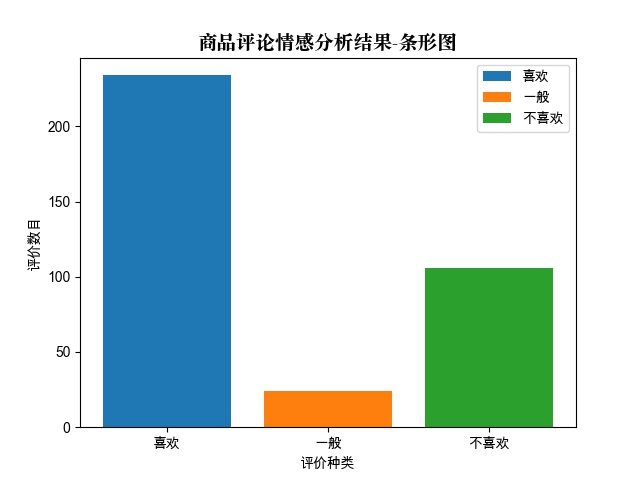 商品评论情感分析结果-条形图
喜欢
一般
不喜欢
200
150
100
50
0
评价数目
喜欢 一般 不喜欢
评价种类